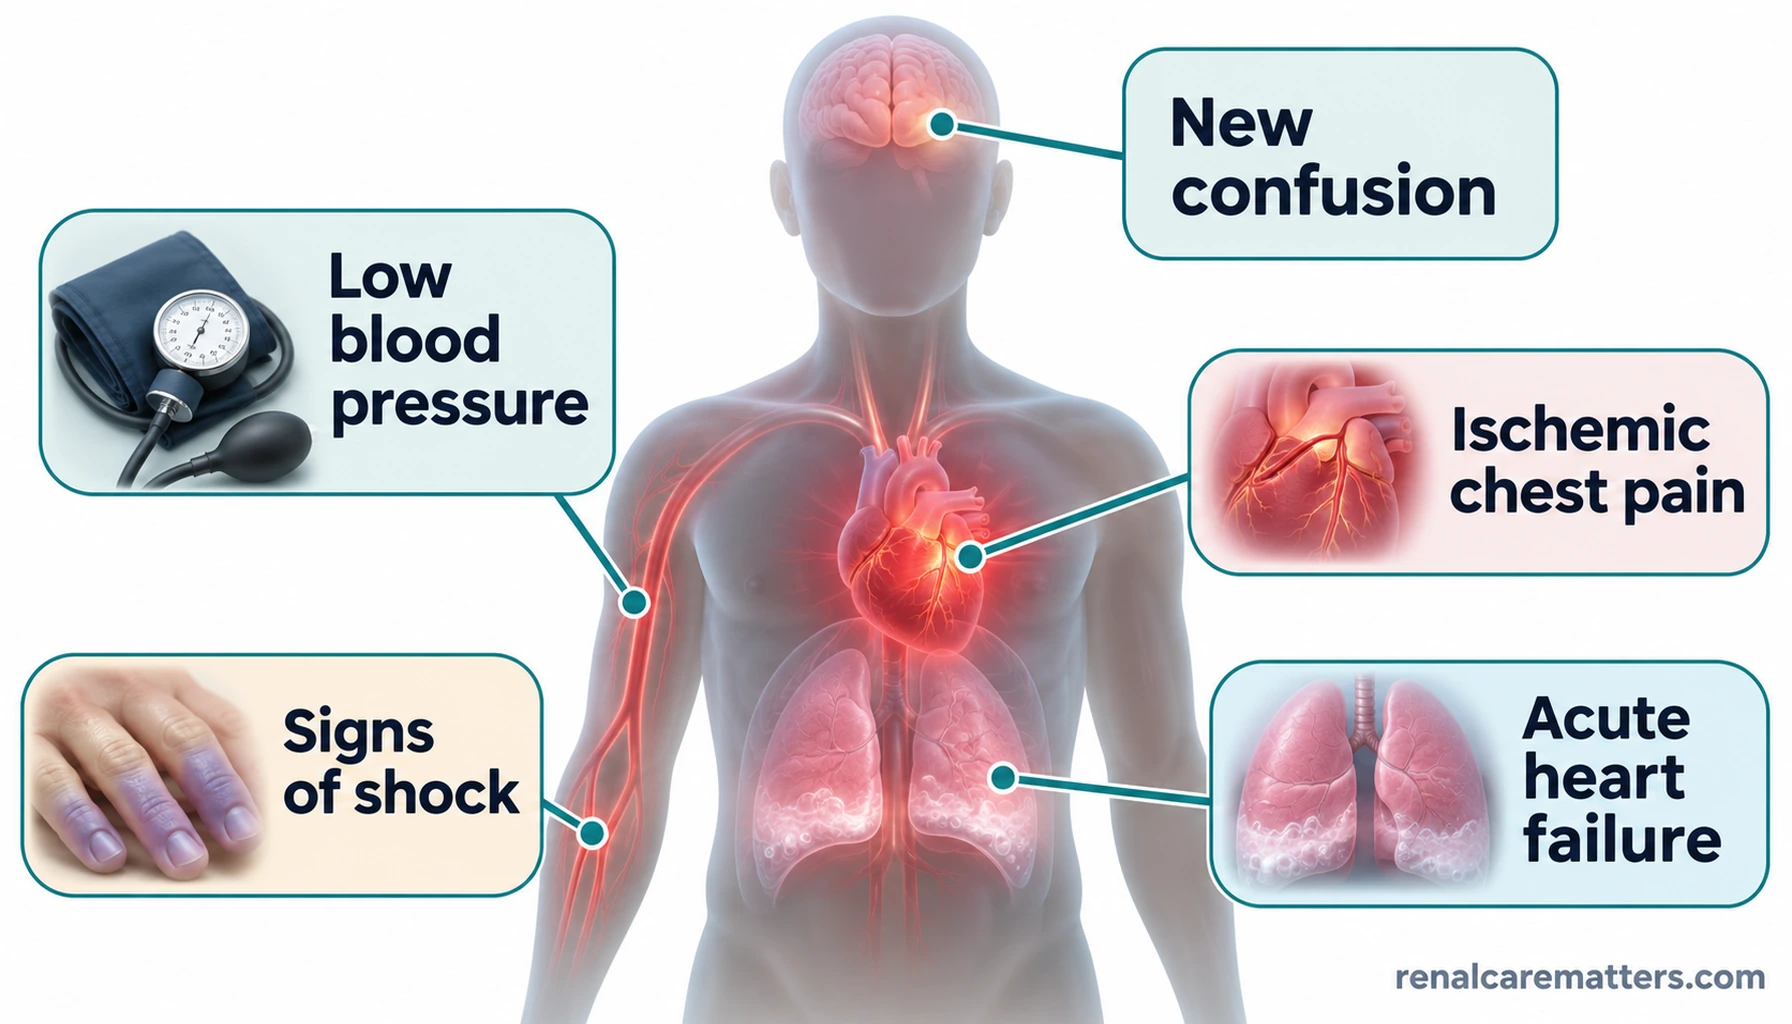 New
confusion
Low
blood
pressure
Ischemic
chest pain
Signs
of shock
Acute
heart
failure
renalcarematters.com